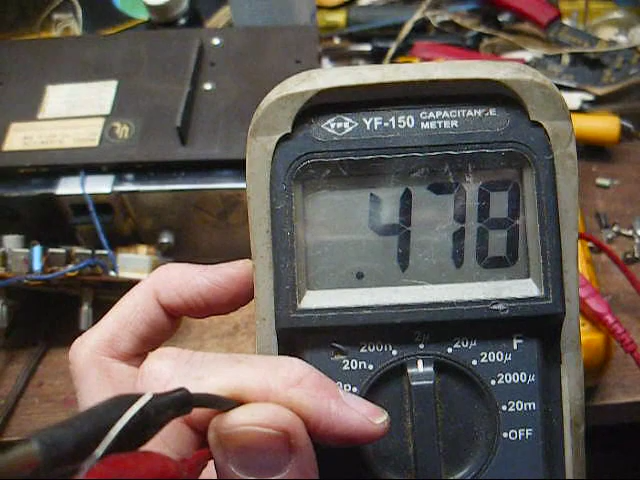 YFE YF-150 CAPACITANCE
METER
.478
200n 2µ 20µ F
20n 200µ
2000µ
20m
OFF